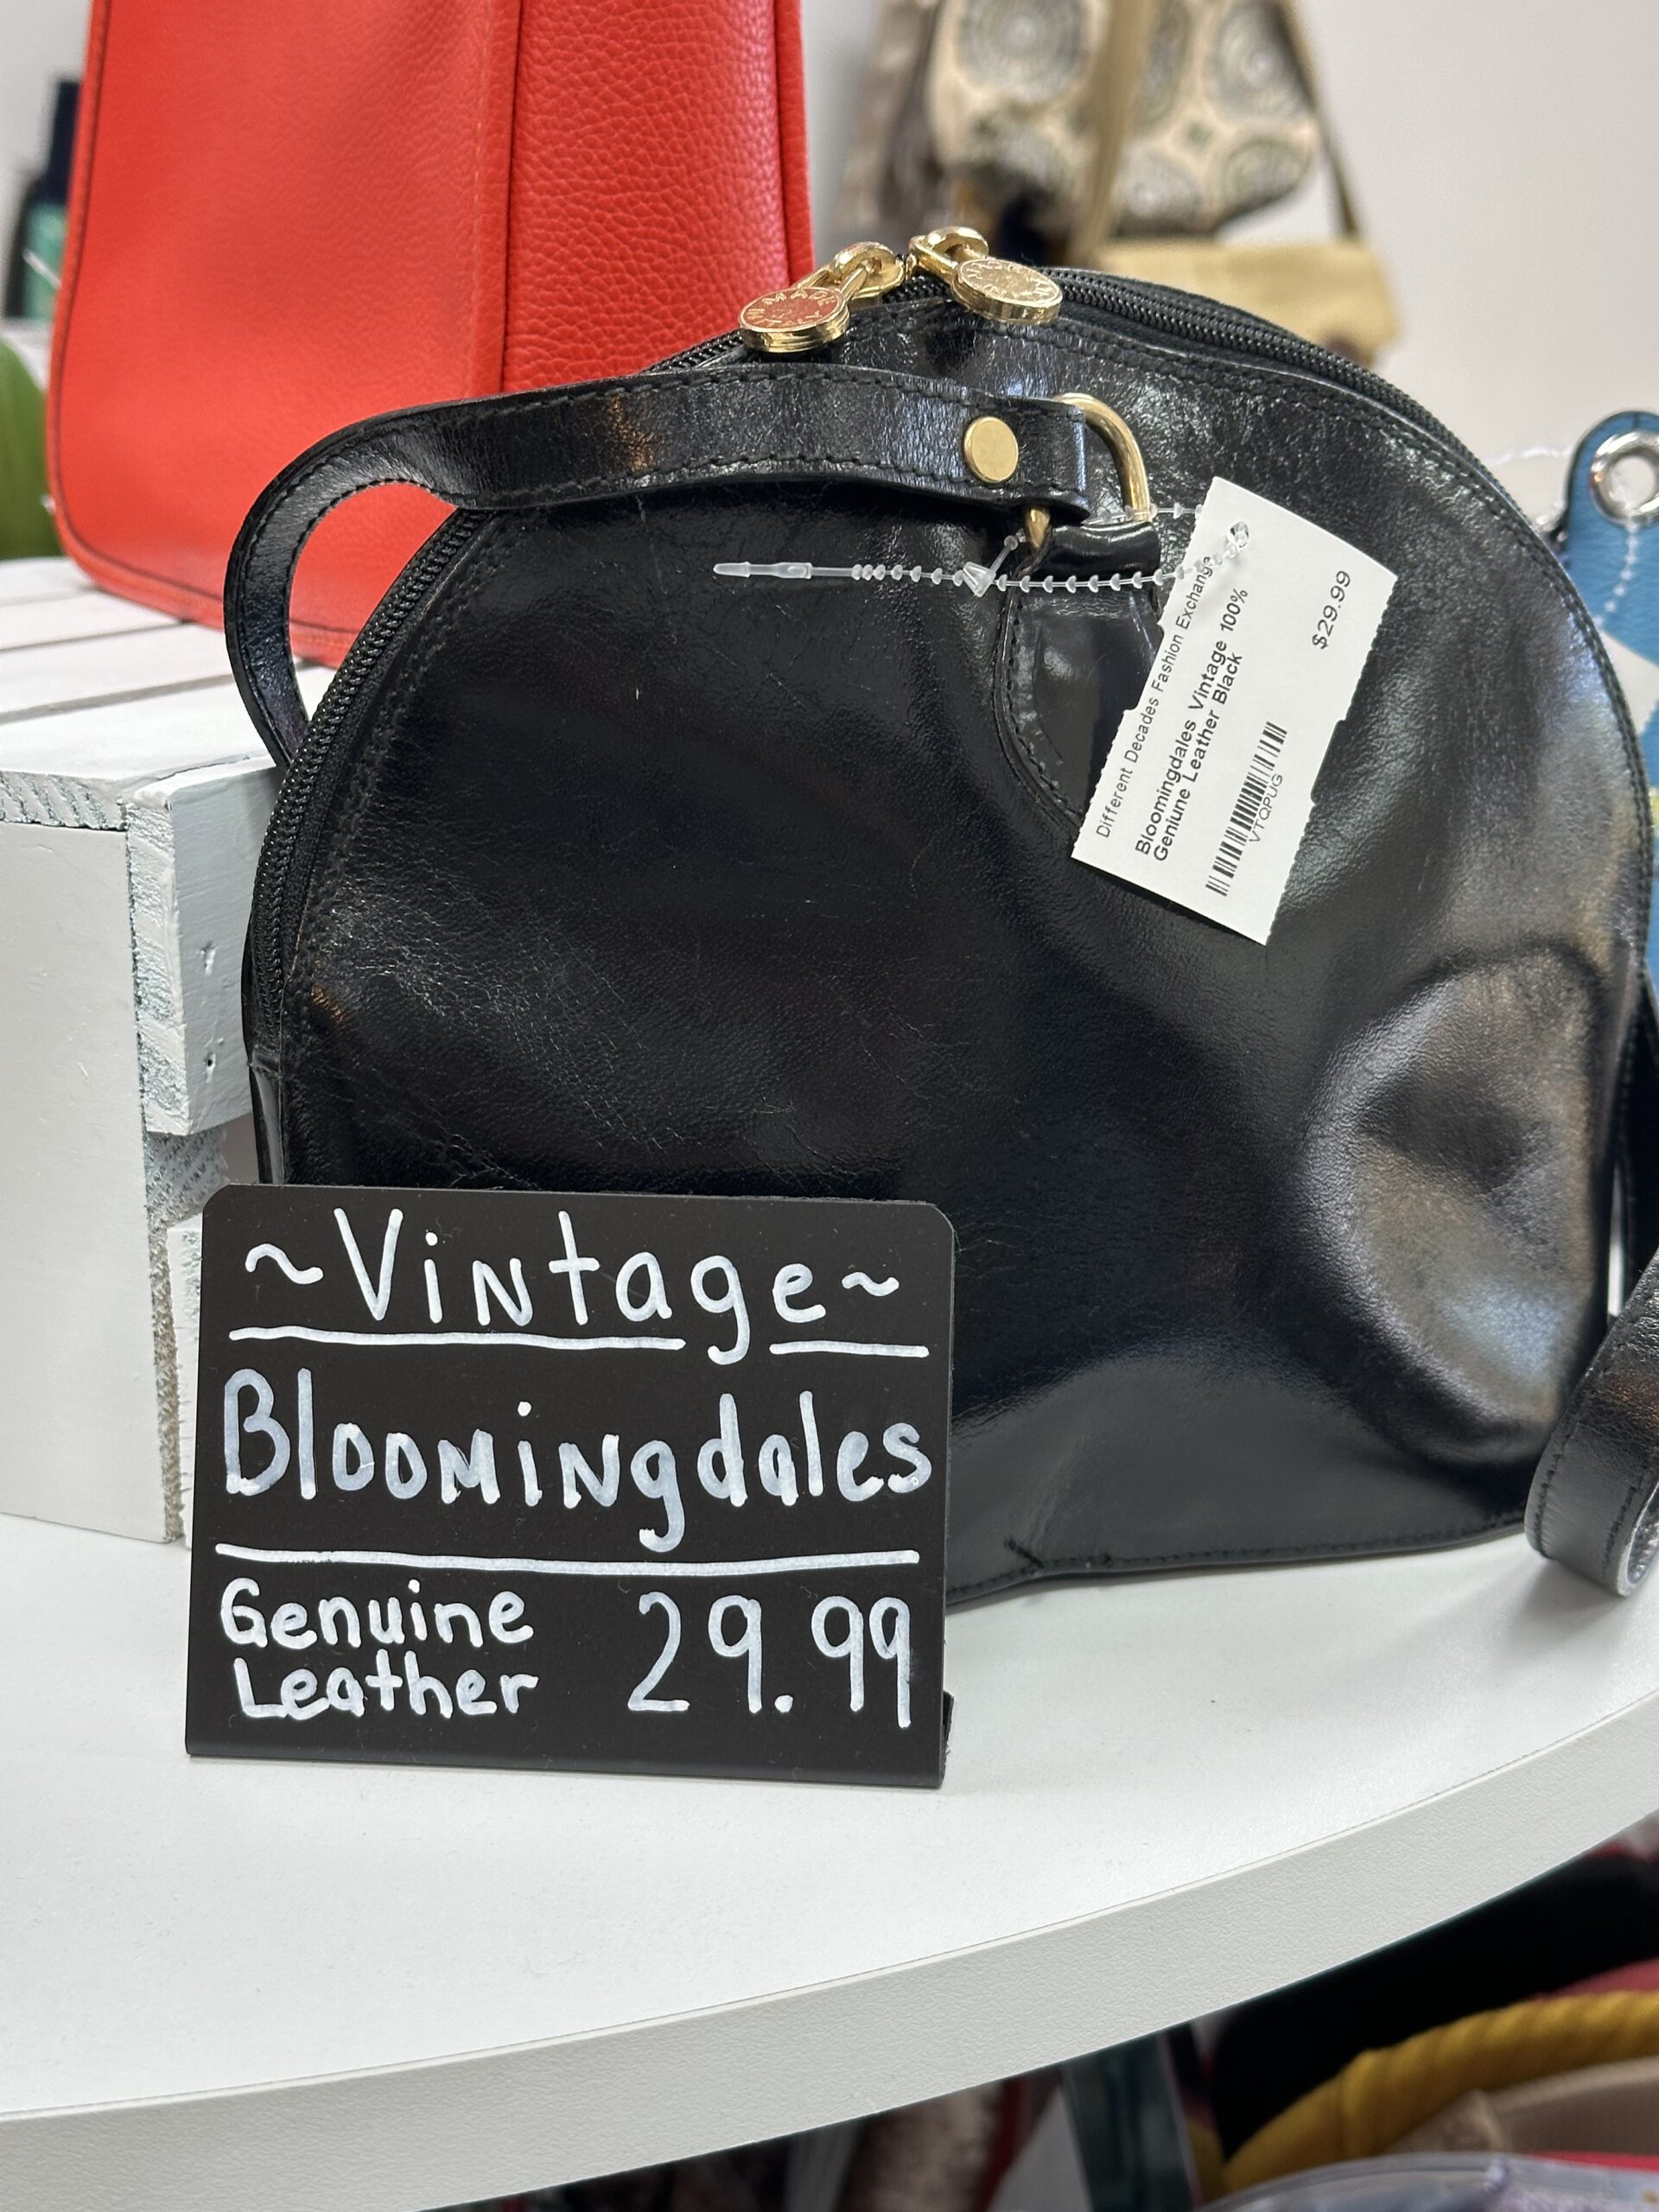 MADE
Different Decades Fashion Exchange
Bloomingdales Vintage 100%
Geniune Leather Black
$29.99
VTQPUG
~Vintage~
Bloomingdales
Genuine
Leather
29.99